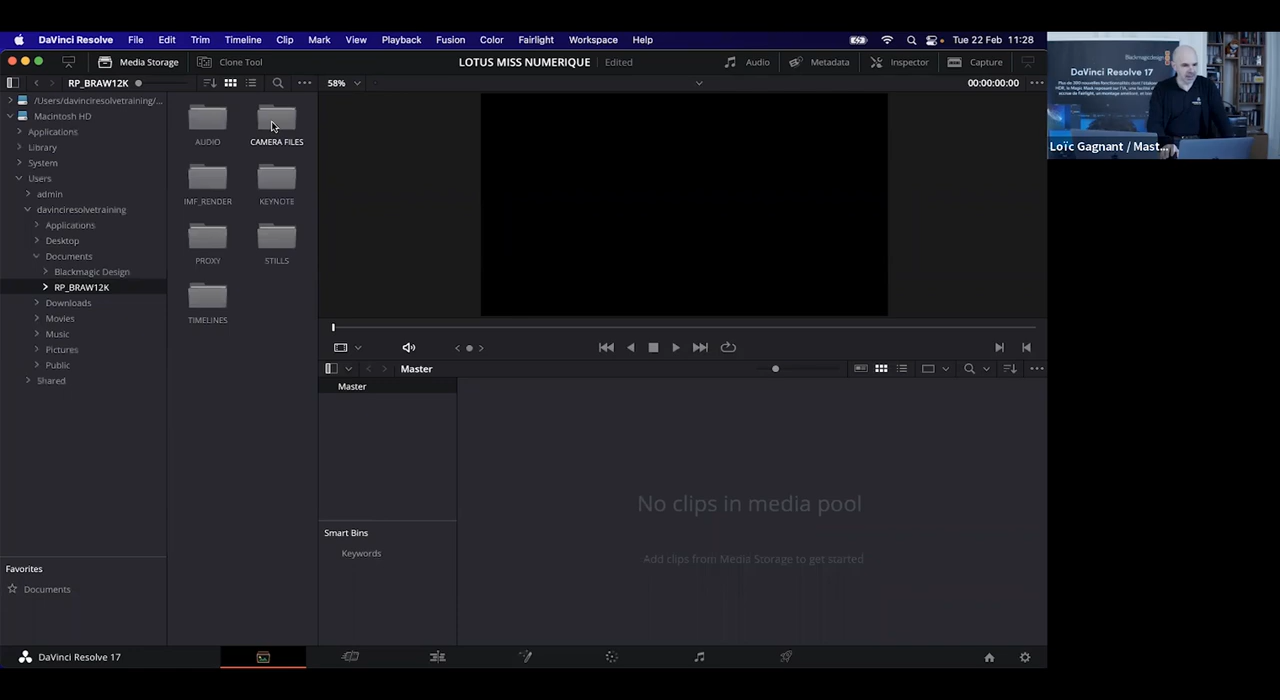 DaVinci Resolve File Edit Trim Timeline Clip Mark View Playback Fusion Color Fairlight Workspace Help Tue 22 Feb 11:28
Media Storage Clone Tool LOTUS MISS NUMERIQUE Edited Audio Metadata Inspector Capture
RP_BRAW12K 58% 00:00:00:00
/Users/davinciresolvetraining/...
Macintosh HD
Applications
Library
System
Users
admin
davinciresolvetraining
Applications
Desktop
Documents
Blackmagic Design
RP_BRAW12K
Downloads
Movies
Music
Pictures
Public
Shared
Favorites
Documents
AUDIO CAMERA FILES
IMF_RENDER KEYNOTE
PROXY STILLS
TIMELINES
Master
Master
Smart Bins
Keywords
No clips in media pool
Add clips from Media Storage to get started
DaVinci Resolve 17
Blackmagicdesign
DaVinci Resolve 17
Loïc Gagnant / Mast...